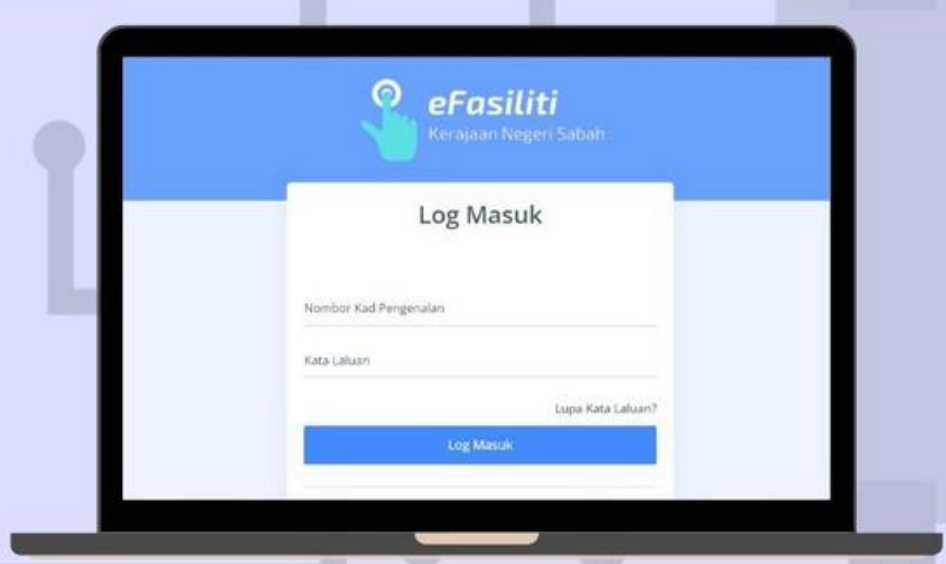 eFasiliti
Kerajaan Negeri Sabah
Log Masuk
Nombor Kad Pengenalan
Kata Laluan
Lupa Kata Laluan?
Log Masuk